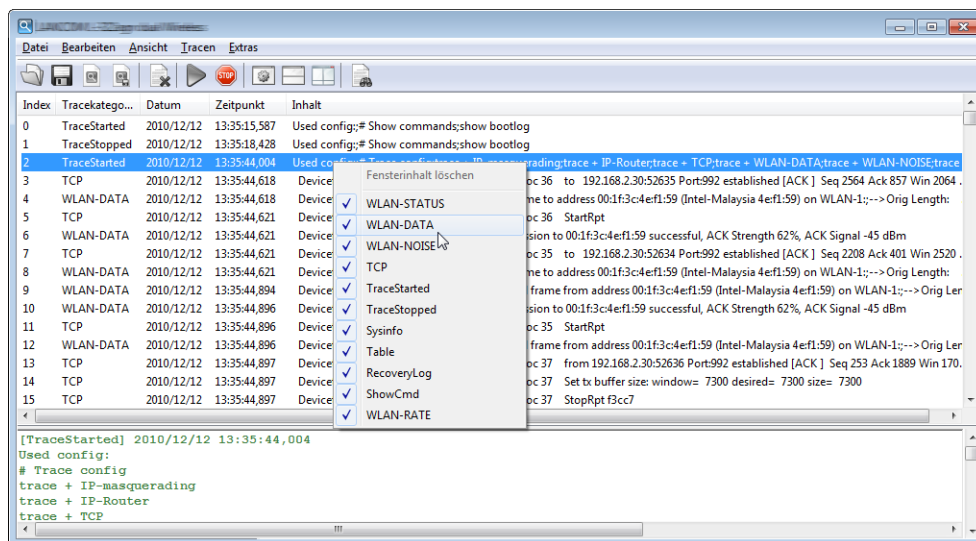 Datei Bearbeiten Ansicht Tracen Extras
STOP
Index Tracekatego... Datum Zeitpunkt Inhalt
0 TraceStarted 2010/12/12 13:35:15,587 Used config:;# Show commands;show bootlog
1 TraceStopped 2010/12/12 13:35:18,428 Used config:;# Show commands;show bootlog
2 TraceStarted 2010/12/12 13:35:44,004 Used config:;# Trace config;trace + IP-masquerading;trace + IP-Router;trace + TCP;trace + WLAN-DATA;trace + WLAN-NOISE;trace
3 TCP 2010/12/12 13:35:44,618 Device oc 36 to 192.168.2.30:52635 Port:992 established [ACK ] Seq 2564 Ack 857 Win 2064 .
4 WLAN-DATA 2010/12/12 13:35:44,618 Device me to address 00:1f:3c:4e:f1:59 (Intel-Malaysia 4e:f1:59) on WLAN-1:;-->Orig Length:
5 TCP 2010/12/12 13:35:44,621 Device oc 36 StartRpt
6 WLAN-DATA 2010/12/12 13:35:44,621 Device sion to 00:1f:3c:4e:f1:59 successful, ACK Strength 62%, ACK Signal -45 dBm
7 TCP 2010/12/12 13:35:44,621 Device oc 35 to 192.168.2.30:52634 Port:992 established [ACK ] Seq 2208 Ack 401 Win 2520 .
8 WLAN-DATA 2010/12/12 13:35:44,621 Device me to address 00:1f:3c:4e:f1:59 (Intel-Malaysia 4e:f1:59) on WLAN-1:;-->Orig Length:
9 WLAN-DATA 2010/12/12 13:35:44,894 Device frame from address 00:1f:3c:4e:f1:59 (Intel-Malaysia 4e:f1:59) on WLAN-1:;-->Orig Ler
10 WLAN-DATA 2010/12/12 13:35:44,896 Device sion to 00:1f:3c:4e:f1:59 successful, ACK Strength 62%, ACK Signal -45 dBm
11 TCP 2010/12/12 13:35:44,896 Device oc 35 StartRpt
12 WLAN-DATA 2010/12/12 13:35:44,896 Device frame from address 00:1f:3c:4e:f1:59 (Intel-Malaysia 4e:f1:59) on WLAN-1:;-->Orig Ler
13 TCP 2010/12/12 13:35:44,897 Device oc 37 from 192.168.2.30:52636 Port:992 established [ACK ] Seq 253 Ack 1889 Win 170.
14 TCP 2010/12/12 13:35:44,897 Device oc 37 Set tx buffer size: window= 7300 desired= 7300 size= 7300
15 TCP 2010/12/12 13:35:44,897 Device oc 37 StopRpt f3cc7
Fensterinhalt löschen
WLAN-STATUS
WLAN-DATA
WLAN-NOISE
TCP
TraceStarted
TraceStopped
Sysinfo
Table
RecoveryLog
ShowCmd
WLAN-RATE
[TraceStarted] 2010/12/12 13:35:44,004
Used config:
# Trace config
trace + IP-masquerading
trace + IP-Router
trace + TCP